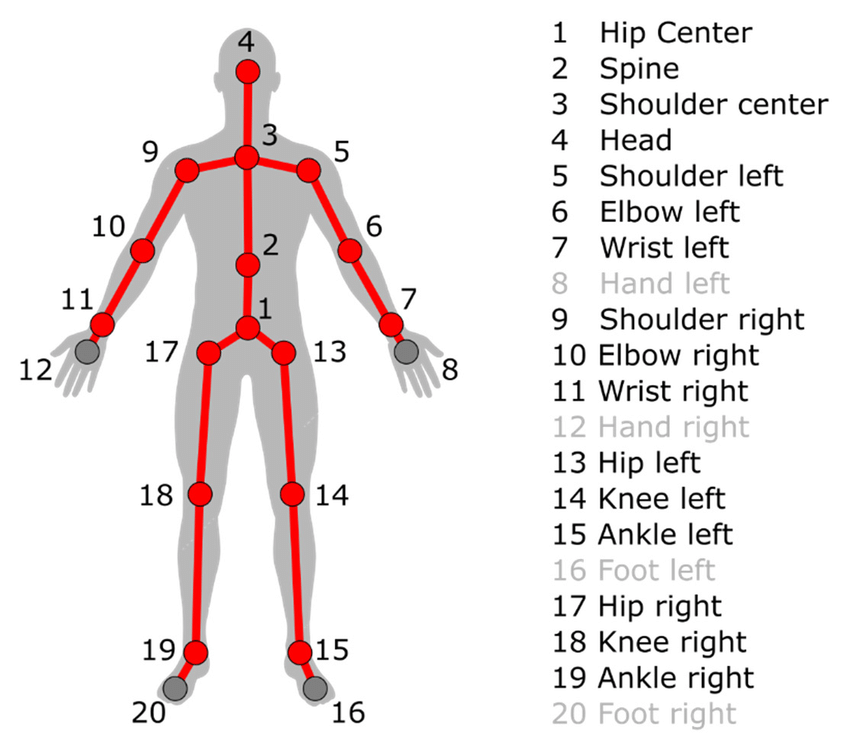 4
3
9
5
10
6
2
11
1
7
12
17
13
8
18
14
19
15
20
16
1 Hip Center
2 Spine
3 Shoulder center
4 Head
5 Shoulder left
6 Elbow left
7 Wrist left
8 Hand left
9 Shoulder right
10 Elbow right
11 Wrist right
12 Hand right
13 Hip left
14 Knee left
15 Ankle left
16 Foot left
17 Hip right
18 Knee right
19 Ankle right
20 Foot right